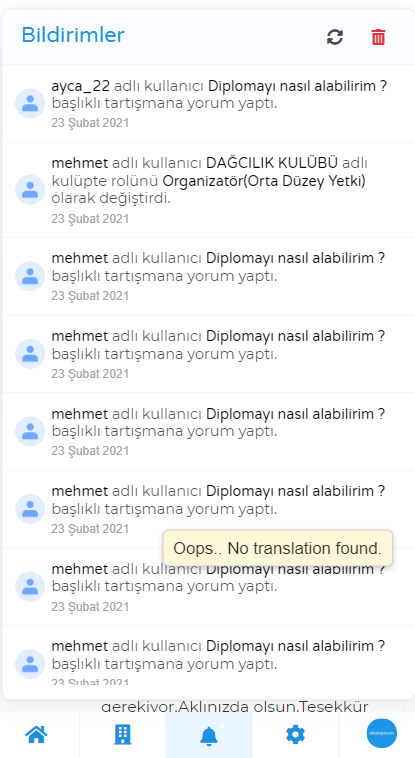 Bildirimler
ayca_22 adlı kullanıcı Diplomayı nasıl alabilirim ?
başlıklı tartışmana yorum yaptı.
23 Şubat 2021
mehmet adlı kullanıcı DAĞCILIK KULÜBÜ adlı
kulüpte rolünü Organizatör(Orta Düzey Yetki)
olarak değiştirdi.
23 Şubat 2021
mehmet adlı kullanıcı Diplomayı nasıl alabilirim ?
başlıklı tartışmana yorum yaptı.
23 Şubat 2021
mehmet adlı kullanıcı Diplomayı nasıl alabilirim ?
başlıklı tartışmana yorum yaptı.
23 Şubat 2021
mehmet adlı kullanıcı Diplomayı nasıl alabilirim ?
başlıklı tartışmana yorum yaptı.
23 Şubat 2021
mehmet adlı kullanıcı Diplomayı nasıl alabilirim ?
başlıklı tartışmana yorum yaptı.
23 Şubat 2021
Oops.. No translation found.
mehmet adlı kullanıcı Diplomayı nasıl alabilirim ?
başlıklı tartışmana yorum yaptı.
23 Şubat 2021
mehmet adlı kullanıcı Diplomayı nasıl alabilirim ?
başlıklı tartışmana yorum yaptı.
23 Şubat 2021
gerekiyor.Aklınızda olsun.Teşekkür